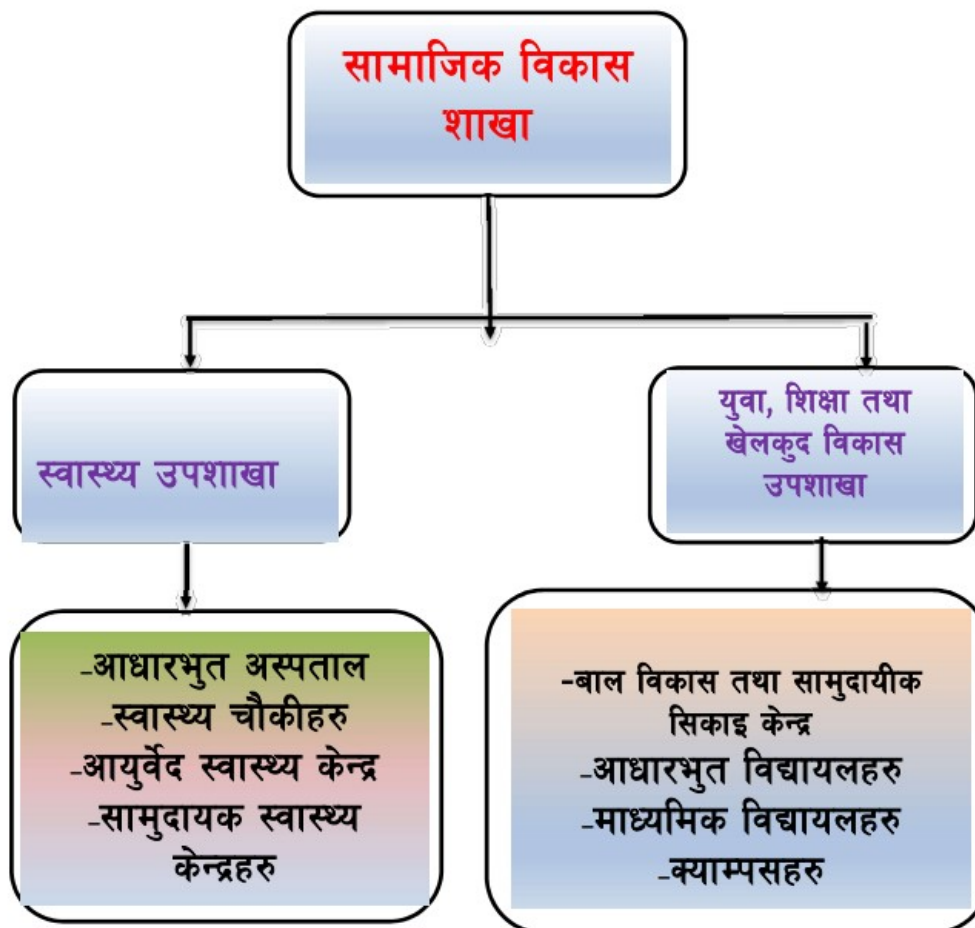 सामाजिक विकास
शाखा
स्वास्थ्य उपशाखा
युवा, शिक्षा तथा
खेलकुद विकास
उपशाखा
-आधारभुत अस्पताल
-स्वास्थ्य चौकीहरु
-आयुर्वेद स्वास्थ्य केन्द्र
-सामुदायक स्वास्थ्य
केन्द्रहरु
-बाल विकास तथा सामुदायीक
सिकाइ केन्द्र
-आधारभुत विद्यायलहरु
-माध्यमिक विद्यायलहरु
-क्याम्पसहरु